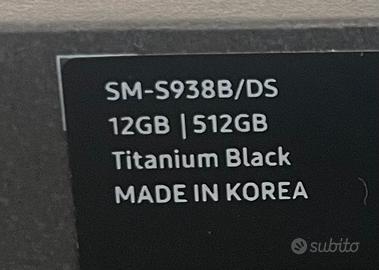 SM-S938B/DS
12GB | 512GB
Titanium Black
MADE IN KOREA
subito